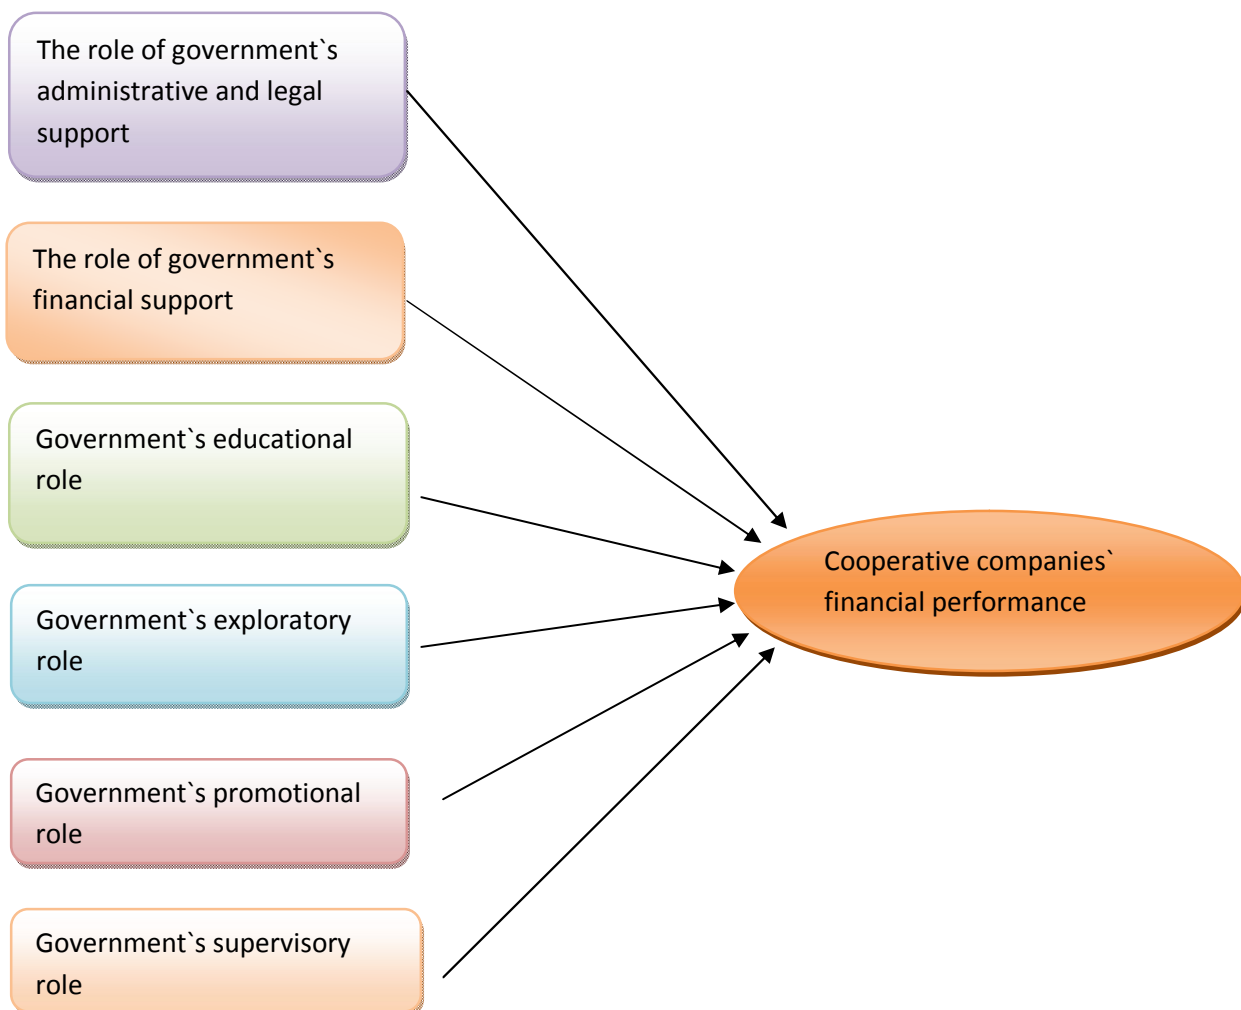 The role of government`s
administrative and legal
support
The role of government`s
financial support
Government`s educational
role
Government`s exploratory
role
Government`s promotional
role
Government`s supervisory
role
Cooperative companies`
financial performance